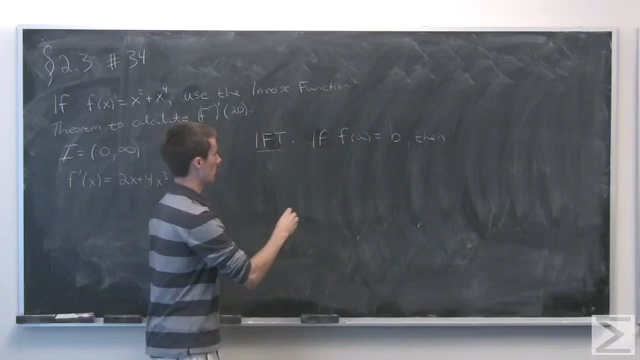 §2.3 #34
If f(x) = x² + x⁴, use the Inverse Function
Theorem to calculate (f⁻¹)'(20).
I = (0, ∞)
f'(x) = 2x + 4x³
IFT. If f(a) = b, then
Σ